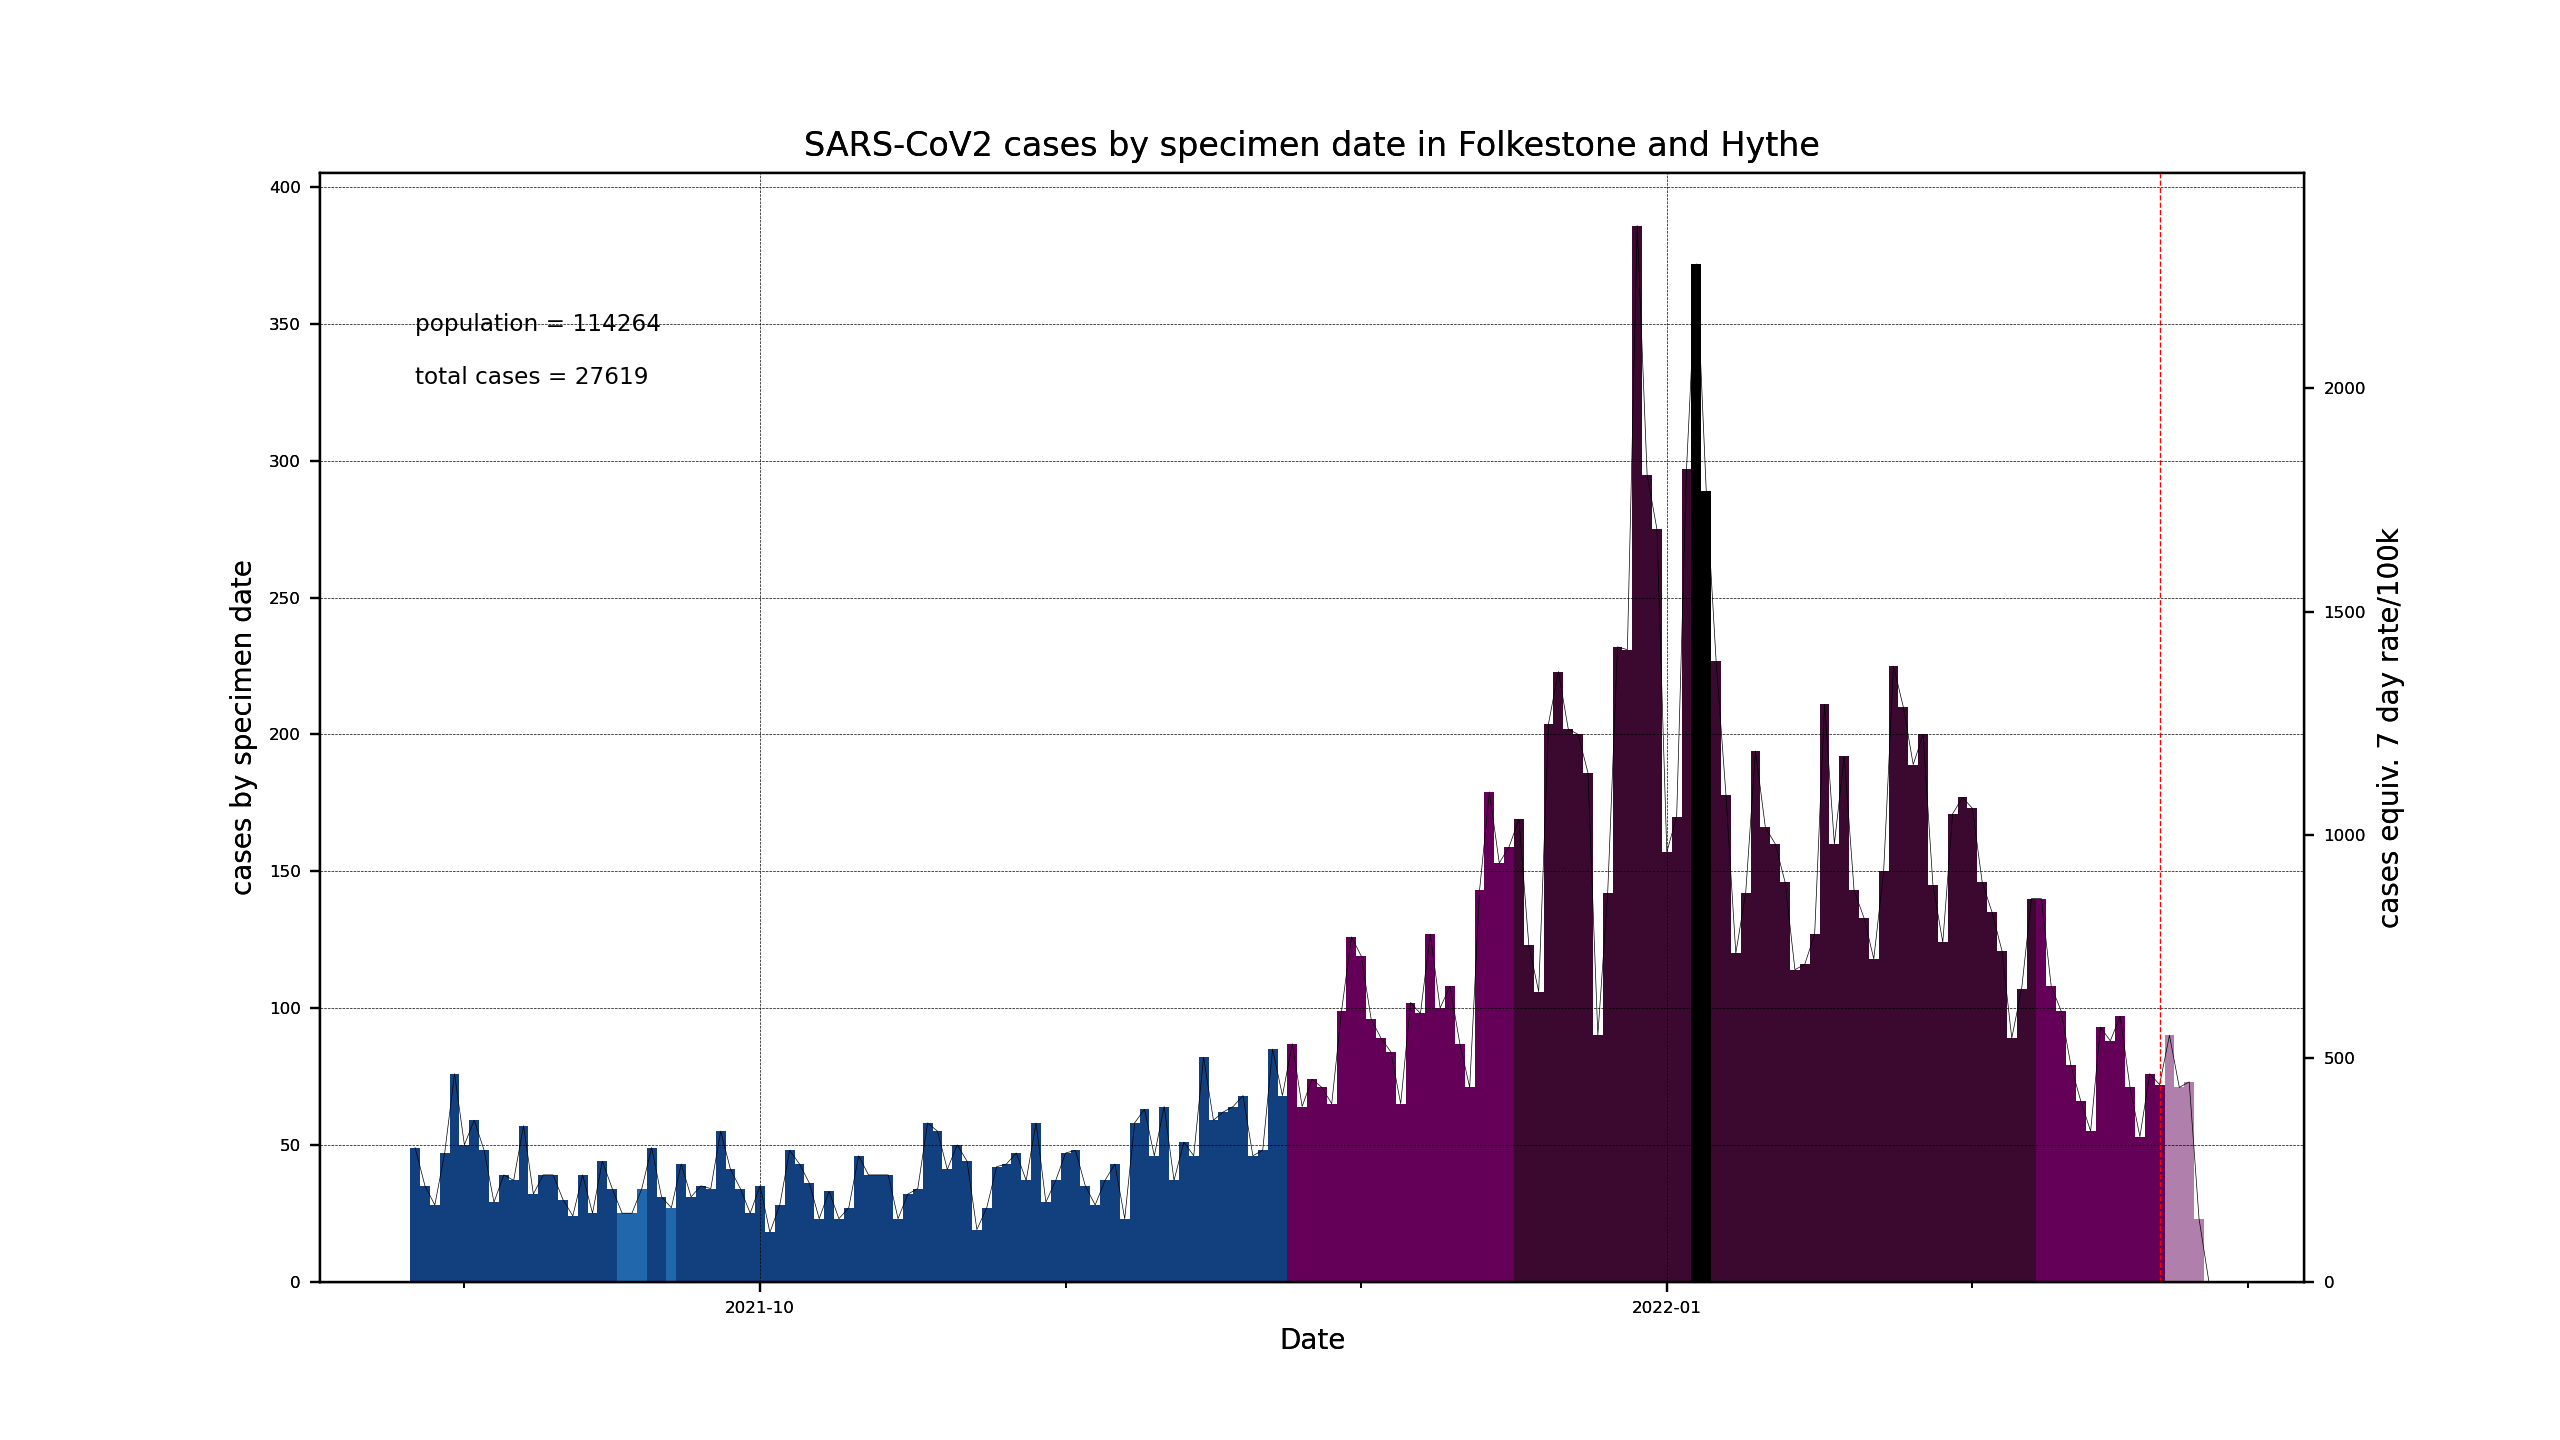 SARS-CoV2 cases by specimen date in Folkestone and Hythe
400
350
300
250
200
150
100
50
0
cases by specimen date
population = 114264
total cases = 27619
2000
1500
1000
500
0
cases equiv. 7 day rate/100k
2021-10
2022-01
Date